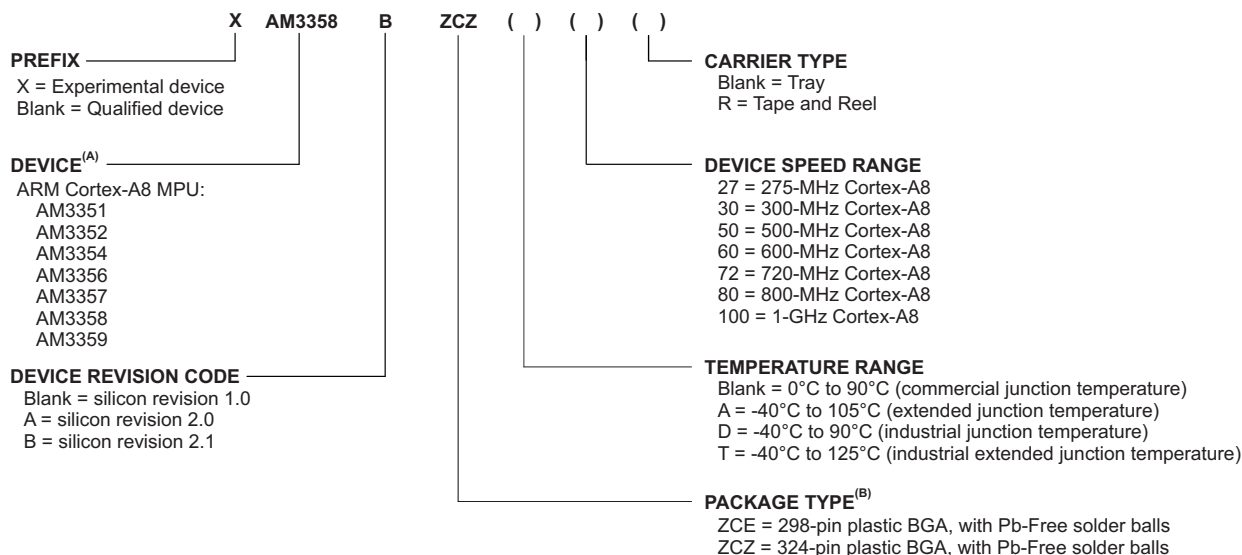 X AM3358 B ZCZ ( ) ( ) ( )
PREFIX
X = Experimental device
Blank = Qualified device
DEVICE(A)
ARM Cortex-A8 MPU:
AM3351
AM3352
AM3354
AM3356
AM3357
AM3358
AM3359
DEVICE REVISION CODE
Blank = silicon revision 1.0
A = silicon revision 2.0
B = silicon revision 2.1
CARRIER TYPE
Blank = Tray
R = Tape and Reel
DEVICE SPEED RANGE
27 = 275-MHz Cortex-A8
30 = 300-MHz Cortex-A8
50 = 500-MHz Cortex-A8
60 = 600-MHz Cortex-A8
72 = 720-MHz Cortex-A8
80 = 800-MHz Cortex-A8
100 = 1-GHz Cortex-A8
TEMPERATURE RANGE
Blank = 0°C to 90°C (commercial junction temperature)
A = -40°C to 105°C (extended junction temperature)
D = -40°C to 90°C (industrial junction temperature)
T = -40°C to 125°C (industrial extended junction temperature)
PACKAGE TYPE(B)
ZCE = 298-pin plastic BGA, with Pb-Free solder balls
ZCZ = 324-pin plastic BGA, with Pb-Free solder balls